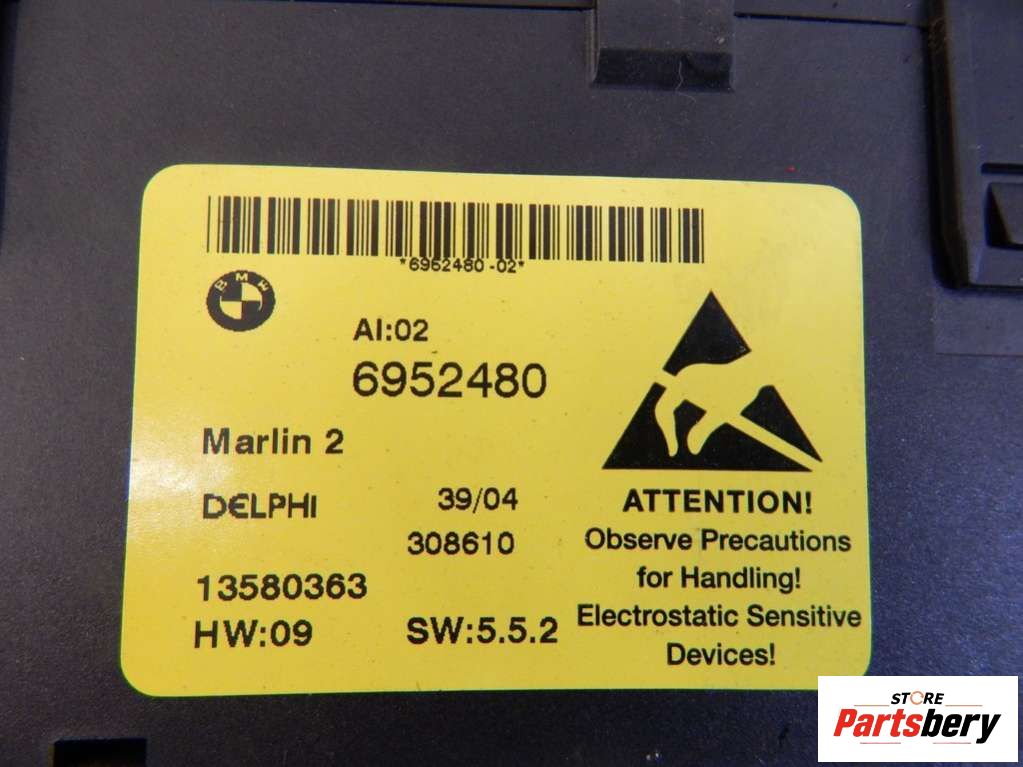 *6952480-02*
BMW
AI:02
6952480
Marlin 2
DELPHI 39/04
308610
13580363
HW:09 SW:5.5.2
ATTENTION!
Observe Precautions
for Handling!
Electrostatic Sensitive
Devices!
STORE
Partsbery